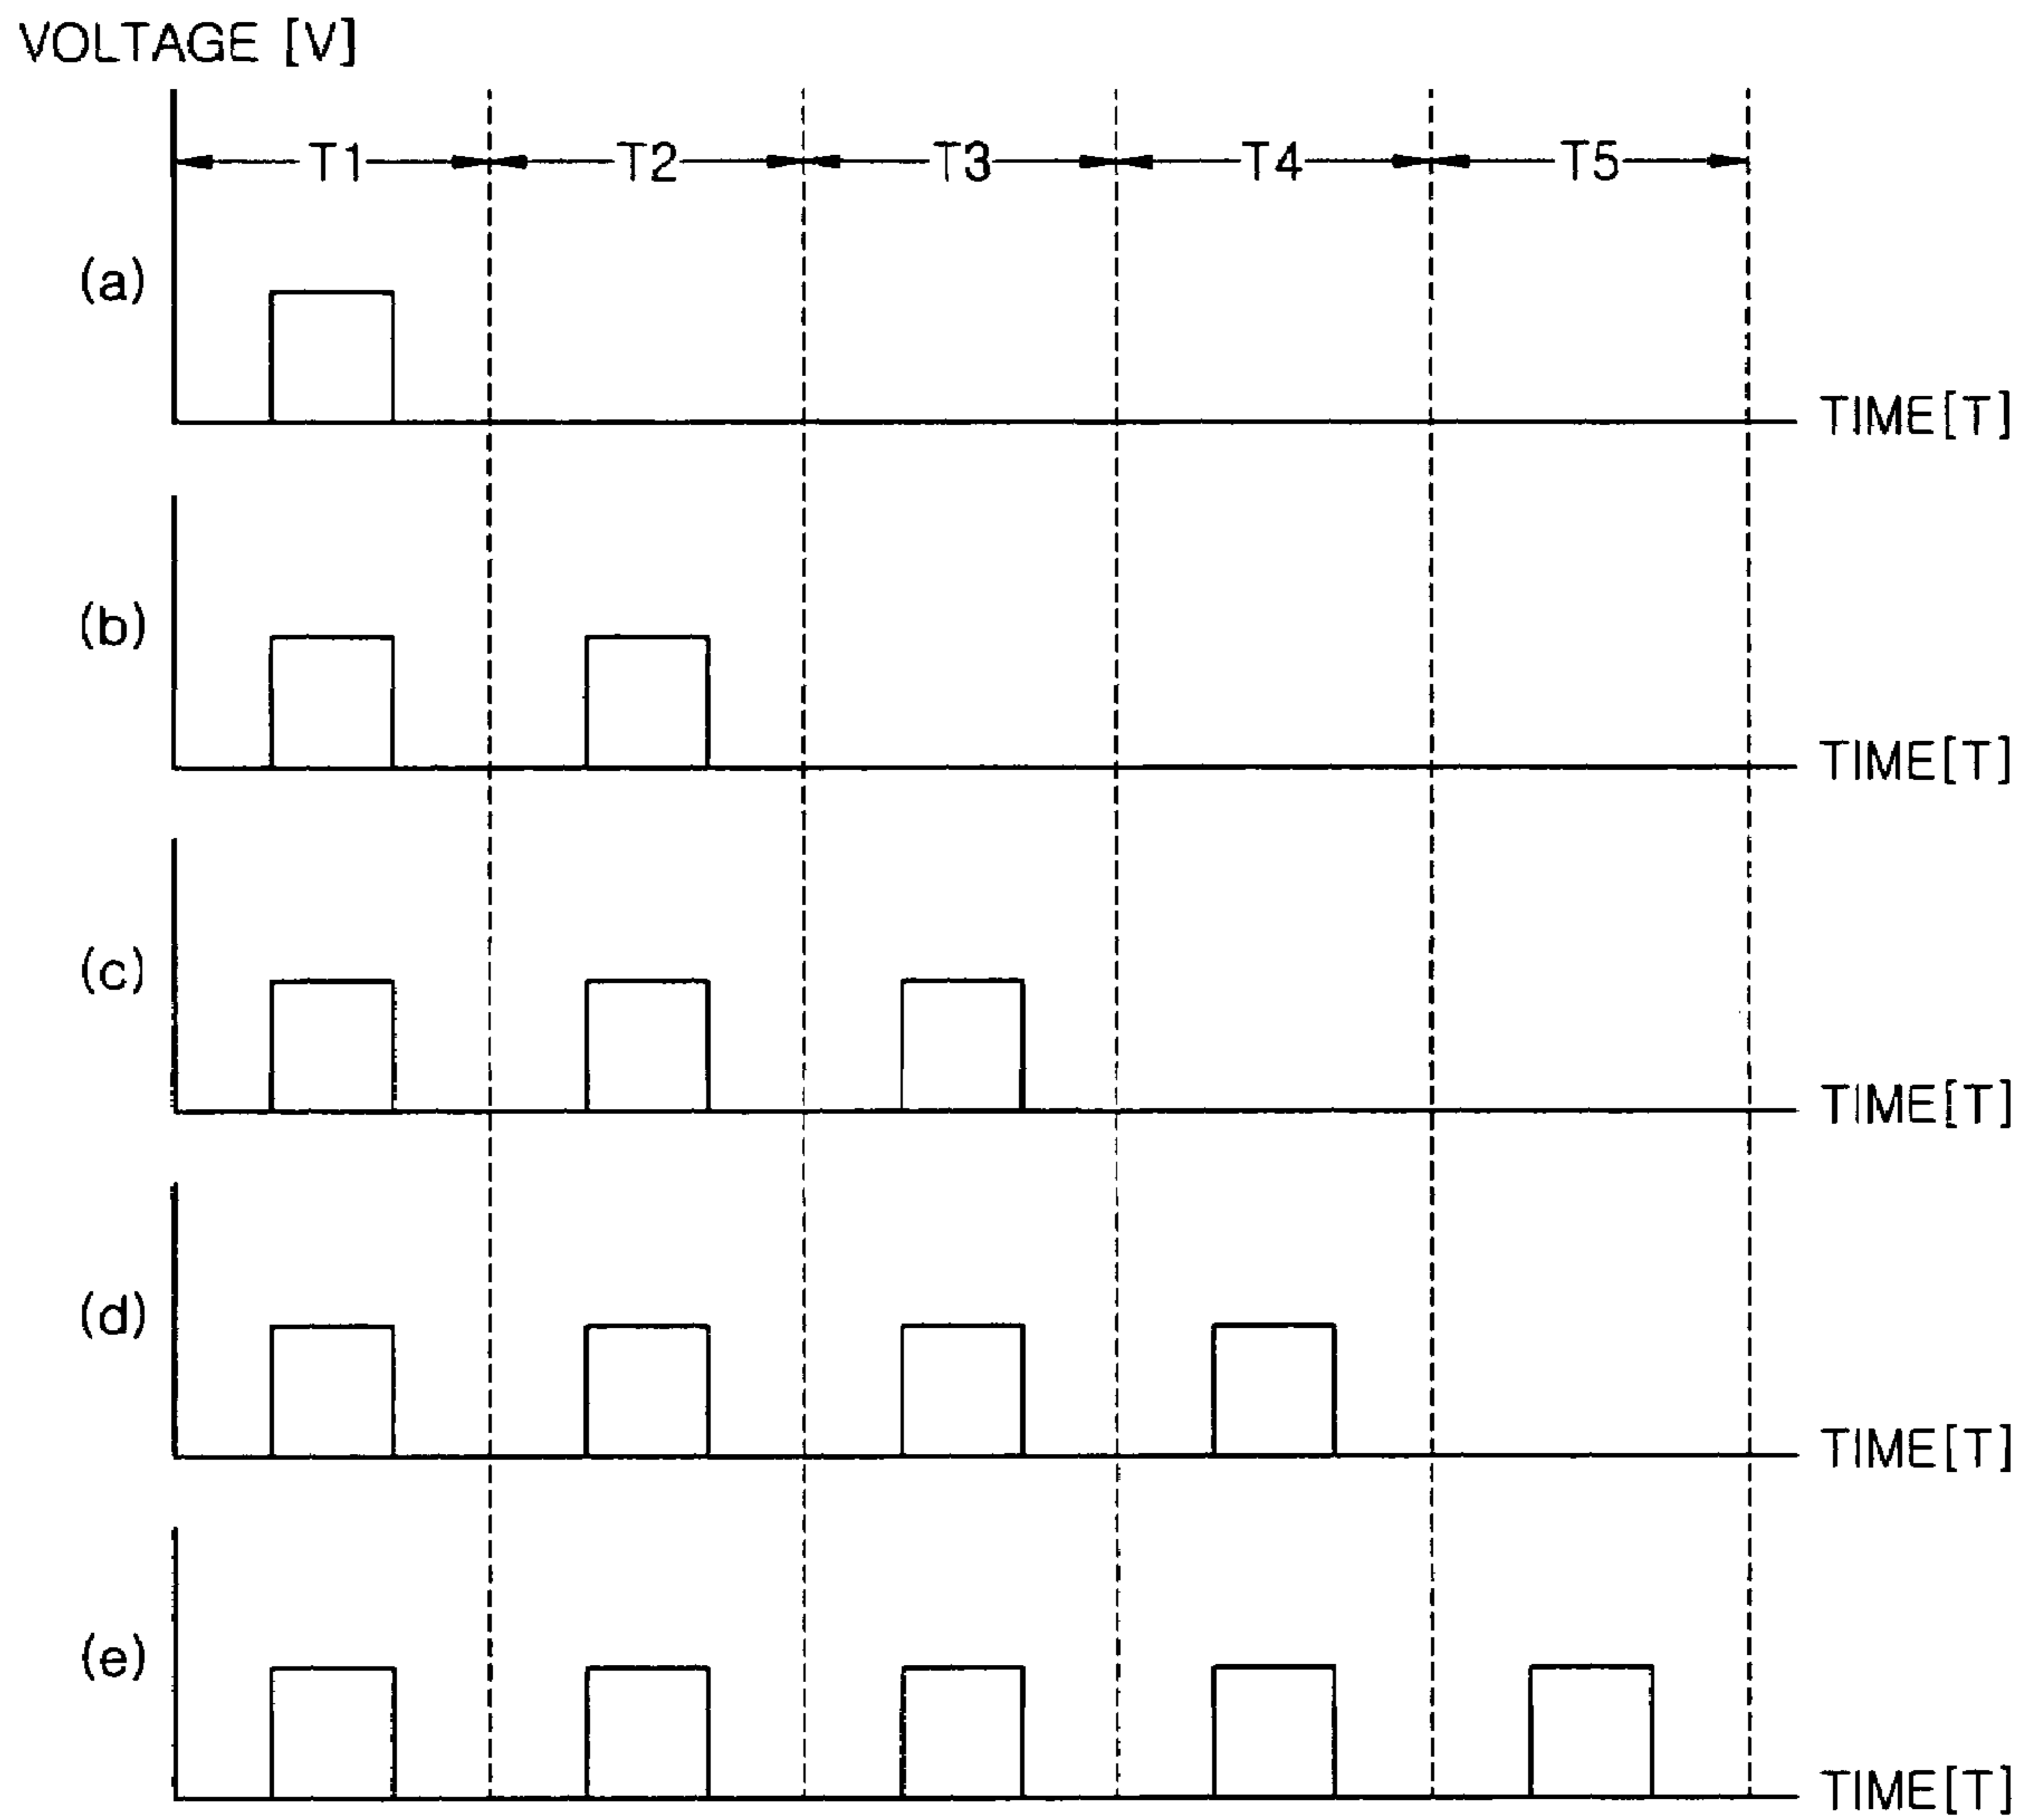 VOLTAGE [V]
T1 T2 T3 T4 T5
(a)
TIME[T]
(b)
TIME[T]
(c)
TIME[T]
(d)
TIME[T]
(e)
TIME[T]